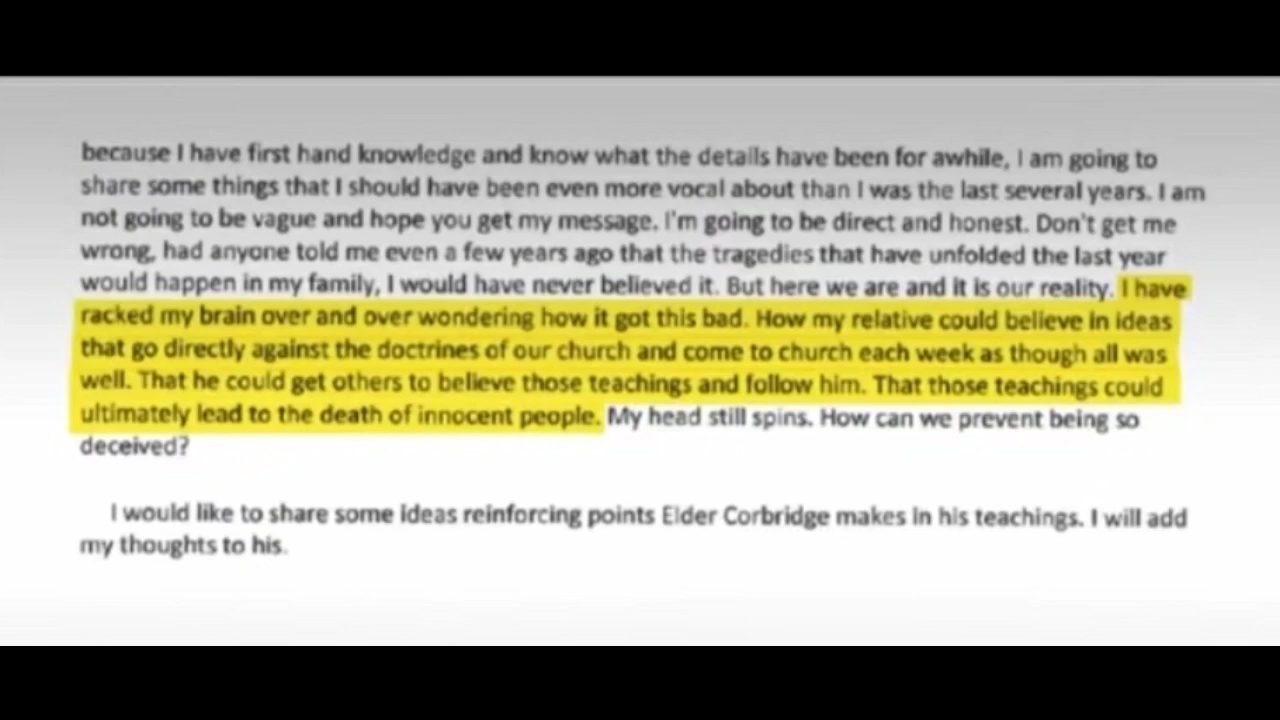 because I have first hand knowledge and know what the details have been for awhile, I am going to
share some things that I should have been even more vocal about than I was the last several years. I am
not going to be vague and hope you get my message. I'm going to be direct and honest. Don't get me
wrong, had anyone told me even a few years ago that the tragedies that have unfolded the last year
would happen in my family, I would have never believed it. But here we are and it is our reality. I have
racked my brain over and over wondering how it got this bad. How my relative could believe in ideas
that go directly against the doctrines of our church and come to church each week as though all was
well. That he could get others to believe those teachings and follow him. That those teachings could
ultimately lead to the death of innocent people. My head still spins. How can we prevent being so
deceived?
I would like to share some ideas reinforcing points Elder Corbridge makes in his teachings. I will add
my thoughts to his.